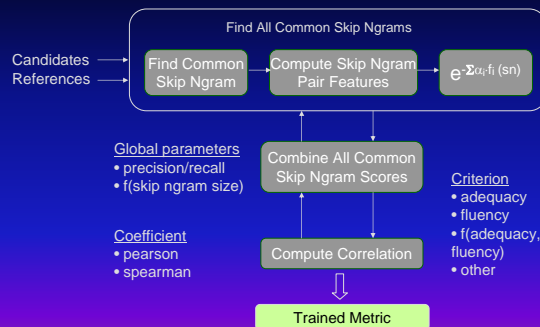 Find All Common Skip Ngrams
Candidates
References
Find Common
Skip Ngram
Compute Skip Ngram
Pair Features
e^-Σαᵢ·fᵢ (sn)
Global parameters
• precision/recall
• f(skip ngram size)
Combine All Common
Skip Ngram Scores
Criterion
• adequacy
• fluency
• f(adequacy,
fluency)
• other
Coefficient
• pearson
• spearman
Compute Correlation
Trained Metric